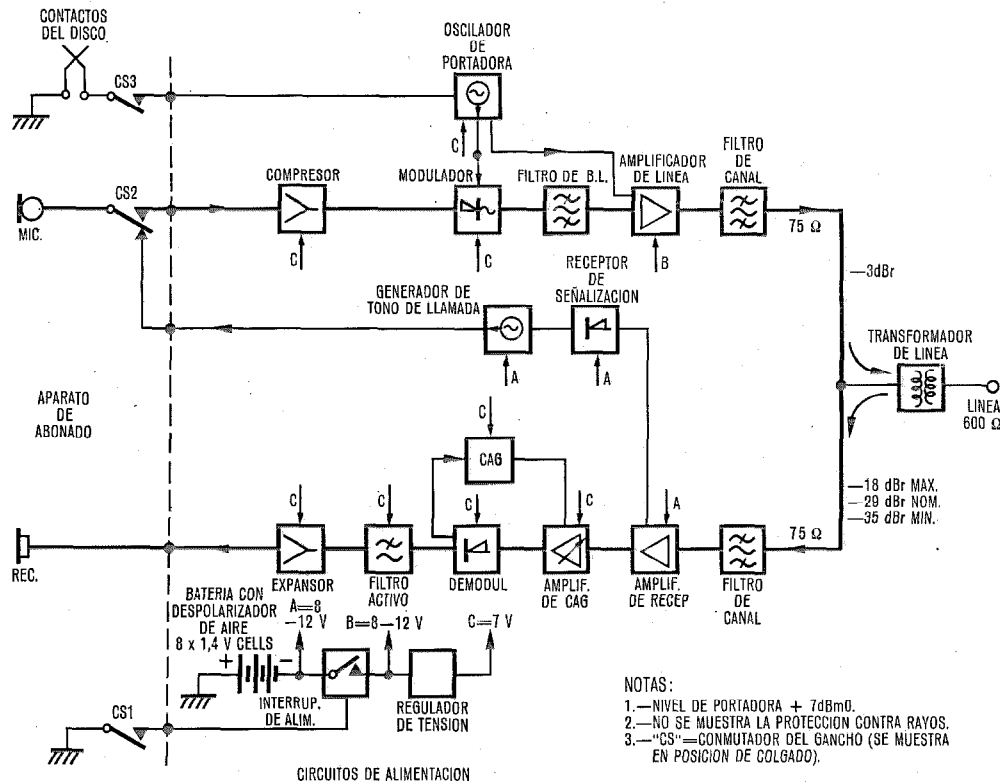 CONTACTOS
DEL DISCO
CS3
OSCILADOR
DE
PORTADORA
C
MIC.
CS2
COMPRESOR
C
MODULADOR
C
FILTRO DE B.L.
AMPLIFICADOR
DE LINEA
B
FILTRO
DE
CANAL
75 Ω
—3dBr
GENERADOR DE
TONO DE LLAMADA
A
RECEPTOR
DE
SEÑALIZACION
A
TRANSFORMADOR
DE LINEA
LINEA
600 Ω
APARATO
DE
ABONADO
C
CAG
—18 dBr MAX.
—29 dBr NOM.
—35 dBr MIN.
REC.
C
EXPANSOR
C
FILTRO
ACTIVO
C
DEMODUL
C
AMPLIF.
DE CAG
A
AMPLIF.
DE RECEP
75 Ω
FILTRO
DE
CANAL
BATERIA CON
DESPOLARIZADOR
DE AIRE
8 x 1,4 V CELLS
+ −
A=8
—12 V
B=8—12 V
C=7 V
INTERRUP.
DE ALIM.
REGULADOR
DE TENSION
CS1
CIRCUITOS DE ALIMENTACION
NOTAS:
1.—NIVEL DE PORTADORA + 7dBm0.
2.—NO SE MUESTRA LA PROTECCION CONTRA RAYOS.
3.—"CS"=CONMUTADOR DEL GANCHO (SE MUESTRA
EN POSICION DE COLGADO).